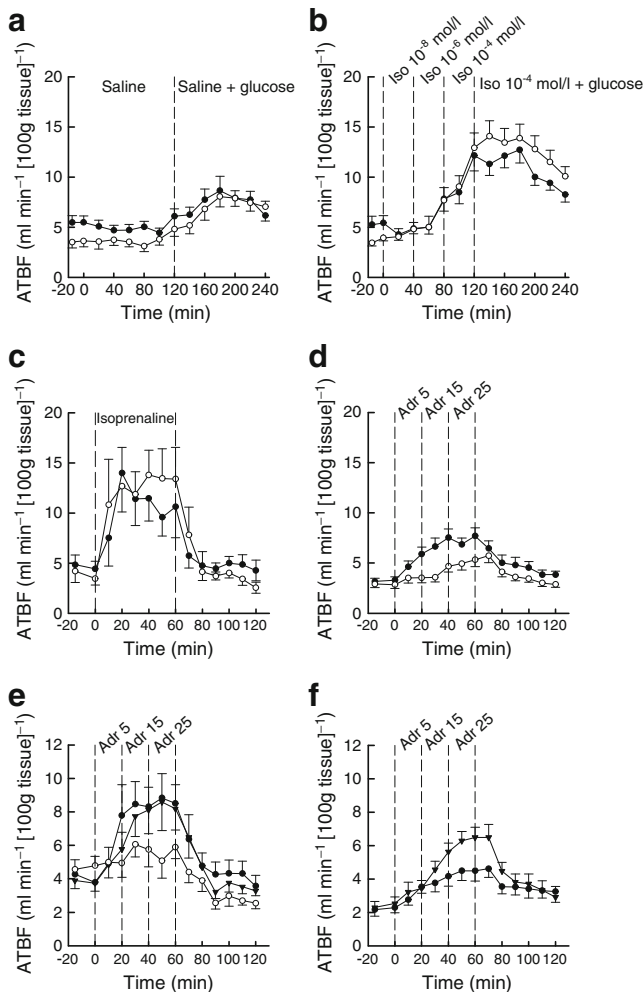 a
Saline
Saline + glucose
20
15
10
5
0
-20 0 40 80 120 160 200 240
Time (min)
ATBF (ml min⁻¹ [100g tissue]⁻¹)
b
Iso 10⁻⁸ mol/l
Iso 10⁻⁶ mol/l
Iso 10⁻⁴ mol/l
Iso 10⁻⁴ mol/l + glucose
20
15
10
5
0
-20 0 40 80 120 160 200 240
Time (min)
ATBF (ml min⁻¹ [100g tissue]⁻¹)
c
Isoprenaline
20
15
10
5
0
-20 0 20 40 60 80 100 120
Time (min)
ATBF (ml min⁻¹ [100g tissue]⁻¹)
d
Adr 5
Adr 15
Adr 25
20
15
10
5
0
-20 0 20 40 60 80 100 120
Time (min)
ATBF (ml min⁻¹ [100g tissue]⁻¹)
e
Adr 5
Adr 15
Adr 25
12
10
8
6
4
2
0
-20 0 20 40 60 80 100 120
Time (min)
ATBF (ml min⁻¹ [100g tissue]⁻¹)
f
Adr 5
Adr 15
Adr 25
12
10
8
6
4
2
0
-20 0 20 40 60 80 100 120
Time (min)
ATBF (ml min⁻¹ [100g tissue]⁻¹)